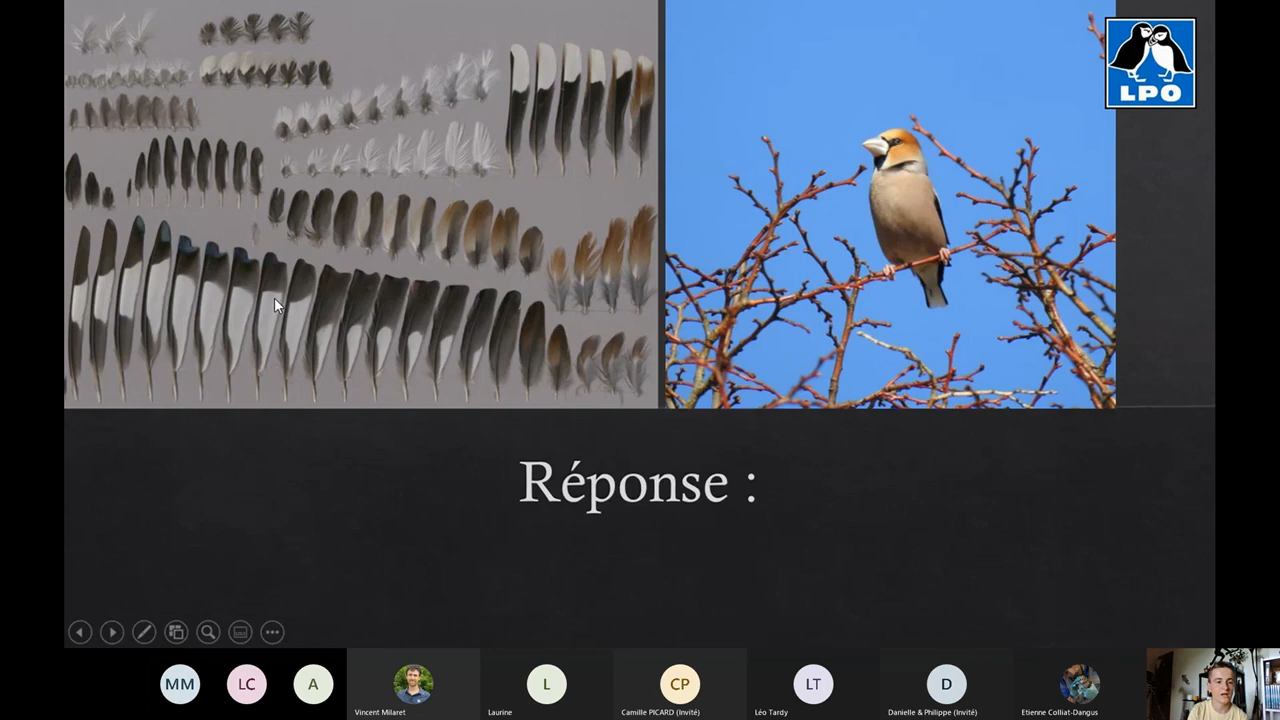 LPO
Réponse :
MM
LC
A
Vincent Milaret
L
Laurine
CP
Camille PICARD (Invité)
LT
Léo Tardy
D
Danielle & Philippe (Invité)
Etienne Colliat-Dangus